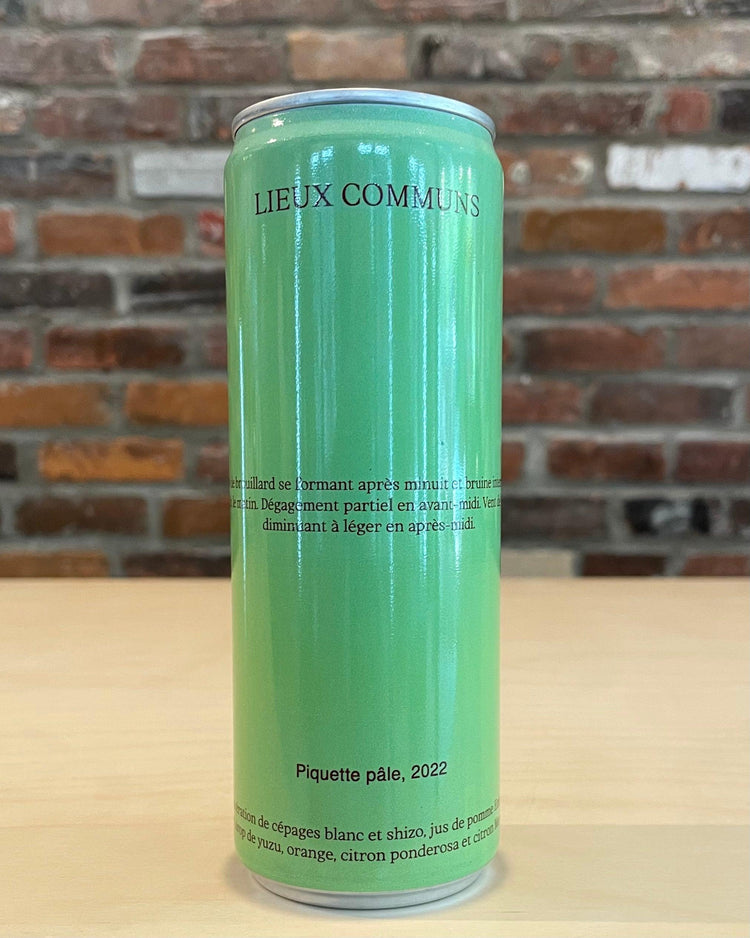 LIEUX COMMUNS
brouillard se formant après minuit et bruine
le matin. Dégagement partiel en avant-midi. Vent
diminuant à léger en après-midi.
Piquette pâle, 2022
de cépages blanc et shizo, jus de pomme
de yuzu, orange, citron ponderosa et citron